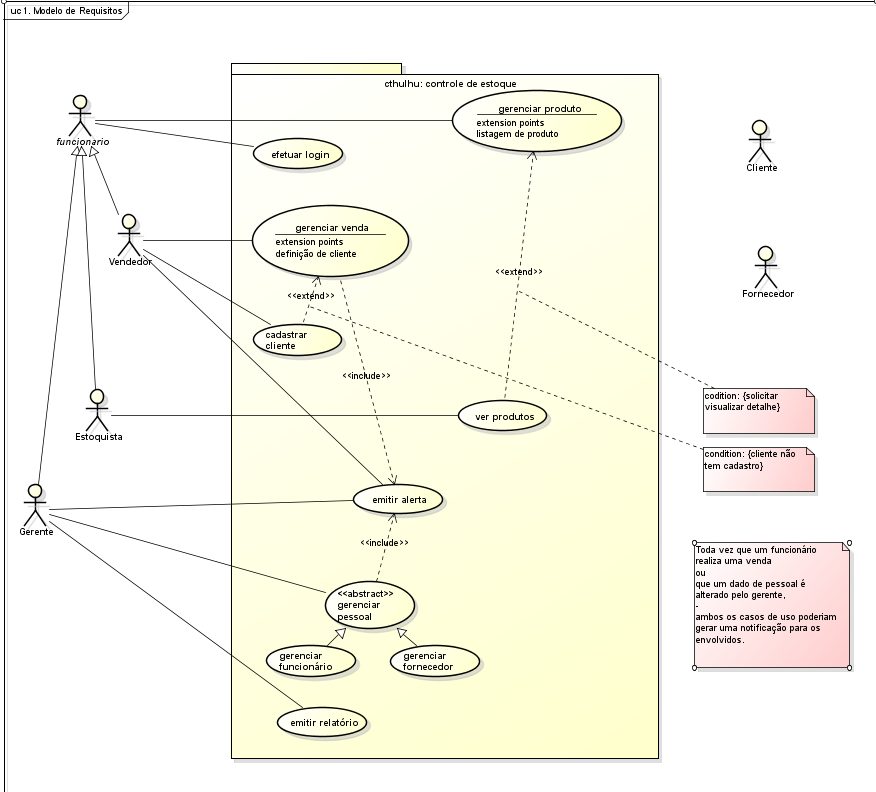 uc 1. Modelo de Requisitos
cthulhu: controle de estoque
gerenciar produto
extension points
listagem de produto
funcionario
efetuar login
Cliente
gerenciar venda
extension points
definição de cliente
Vendedor
<<extend>>
Fornecedor
<<extend>>
cadastrar
cliente
<<include>>
codition: {solicitar
visualizar detalhe}
ver produtos
Estoquista
condition: {cliente não
tem cadastro}
emitir alerta
Gerente
<<include>>
Toda vez que um funcionário
realiza uma venda
ou
que um dado de pessoal é
alterado pelo gerente,
-
ambos os casos de uso poderiam
gerar uma notificação para os
envolvidos.
<<abstract>>
gerenciar
pessoal
gerenciar
funcionário
gerenciar
fornecedor
emitir relatório